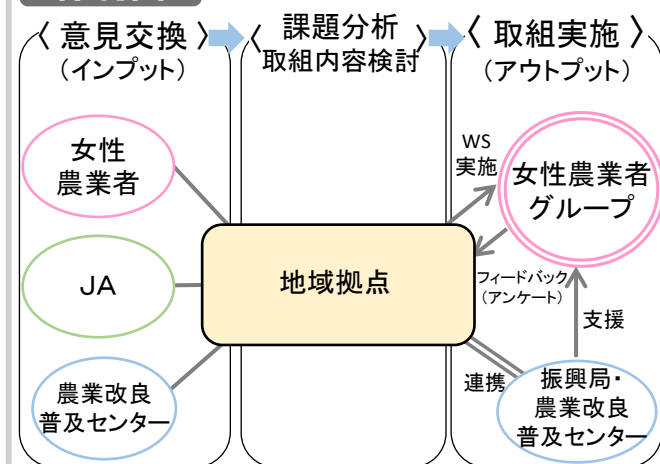 〈 意見交換 〉
（インプット）
〈 課題分析 〉
取組内容検討
〈 取組実施 〉
（アウトプット）
女性
農業者
JA
農業改良
普及センター
地域拠点
WS
実施
女性農業者
グループ
フィードバック
（アンケート）
支援
連携
振興局・
農業改良
普及センター